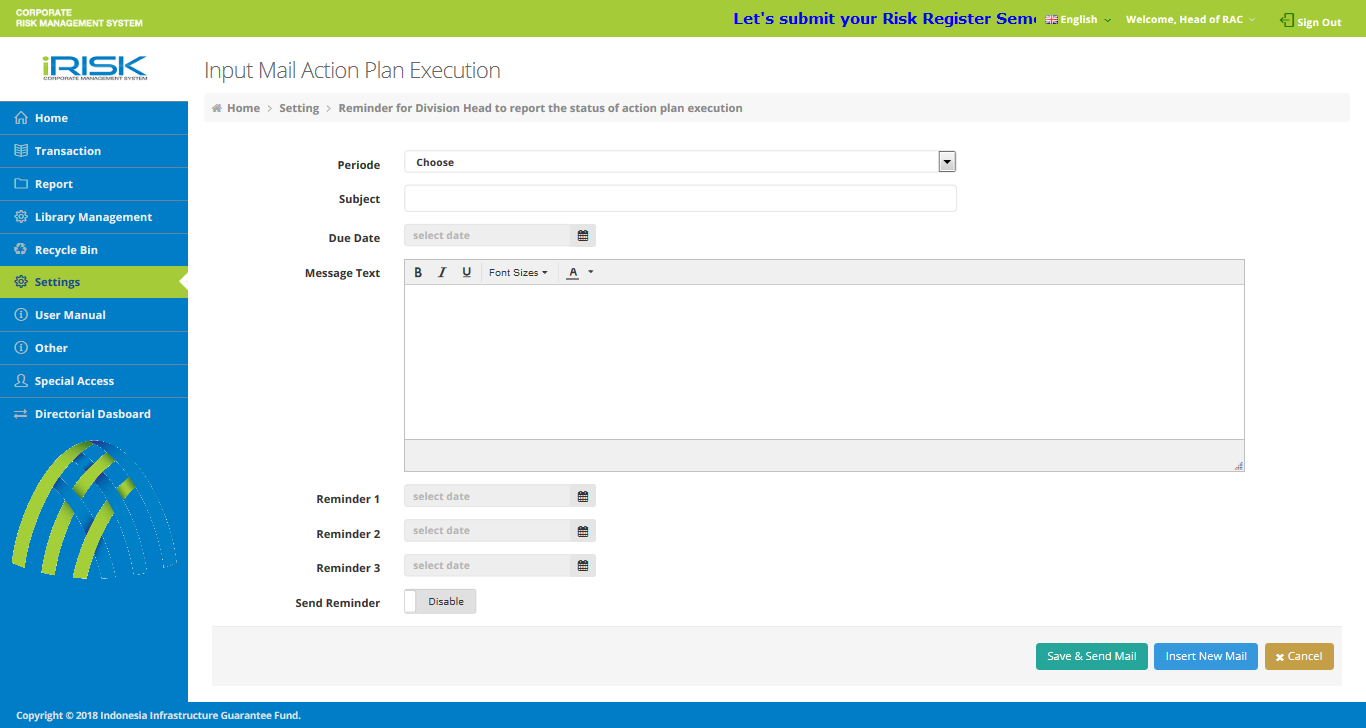 CORPORATE
RISK MANAGEMENT SYSTEM
Let's submit your Risk Register
English
Welcome, Head of RAC
Sign Out
iRISK
CORPORATE MANAGEMENT SYSTEM
Input Mail Action Plan Execution
Home > Setting > Reminder for Division Head to report the status of action plan execution
Home
Transaction
Report
Library Management
Recycle Bin
Settings
User Manual
Other
Special Access
Directorial Dasboard
Periode
Choose
Subject
Due Date
select date
Message Text
B I U Font Sizes A
Reminder 1
select date
Reminder 2
select date
Reminder 3
select date
Send Reminder
Disable
Save & Send Mail
Insert New Mail
Cancel
Copyright © 2018 Indonesia Infrastructure Guarantee Fund.